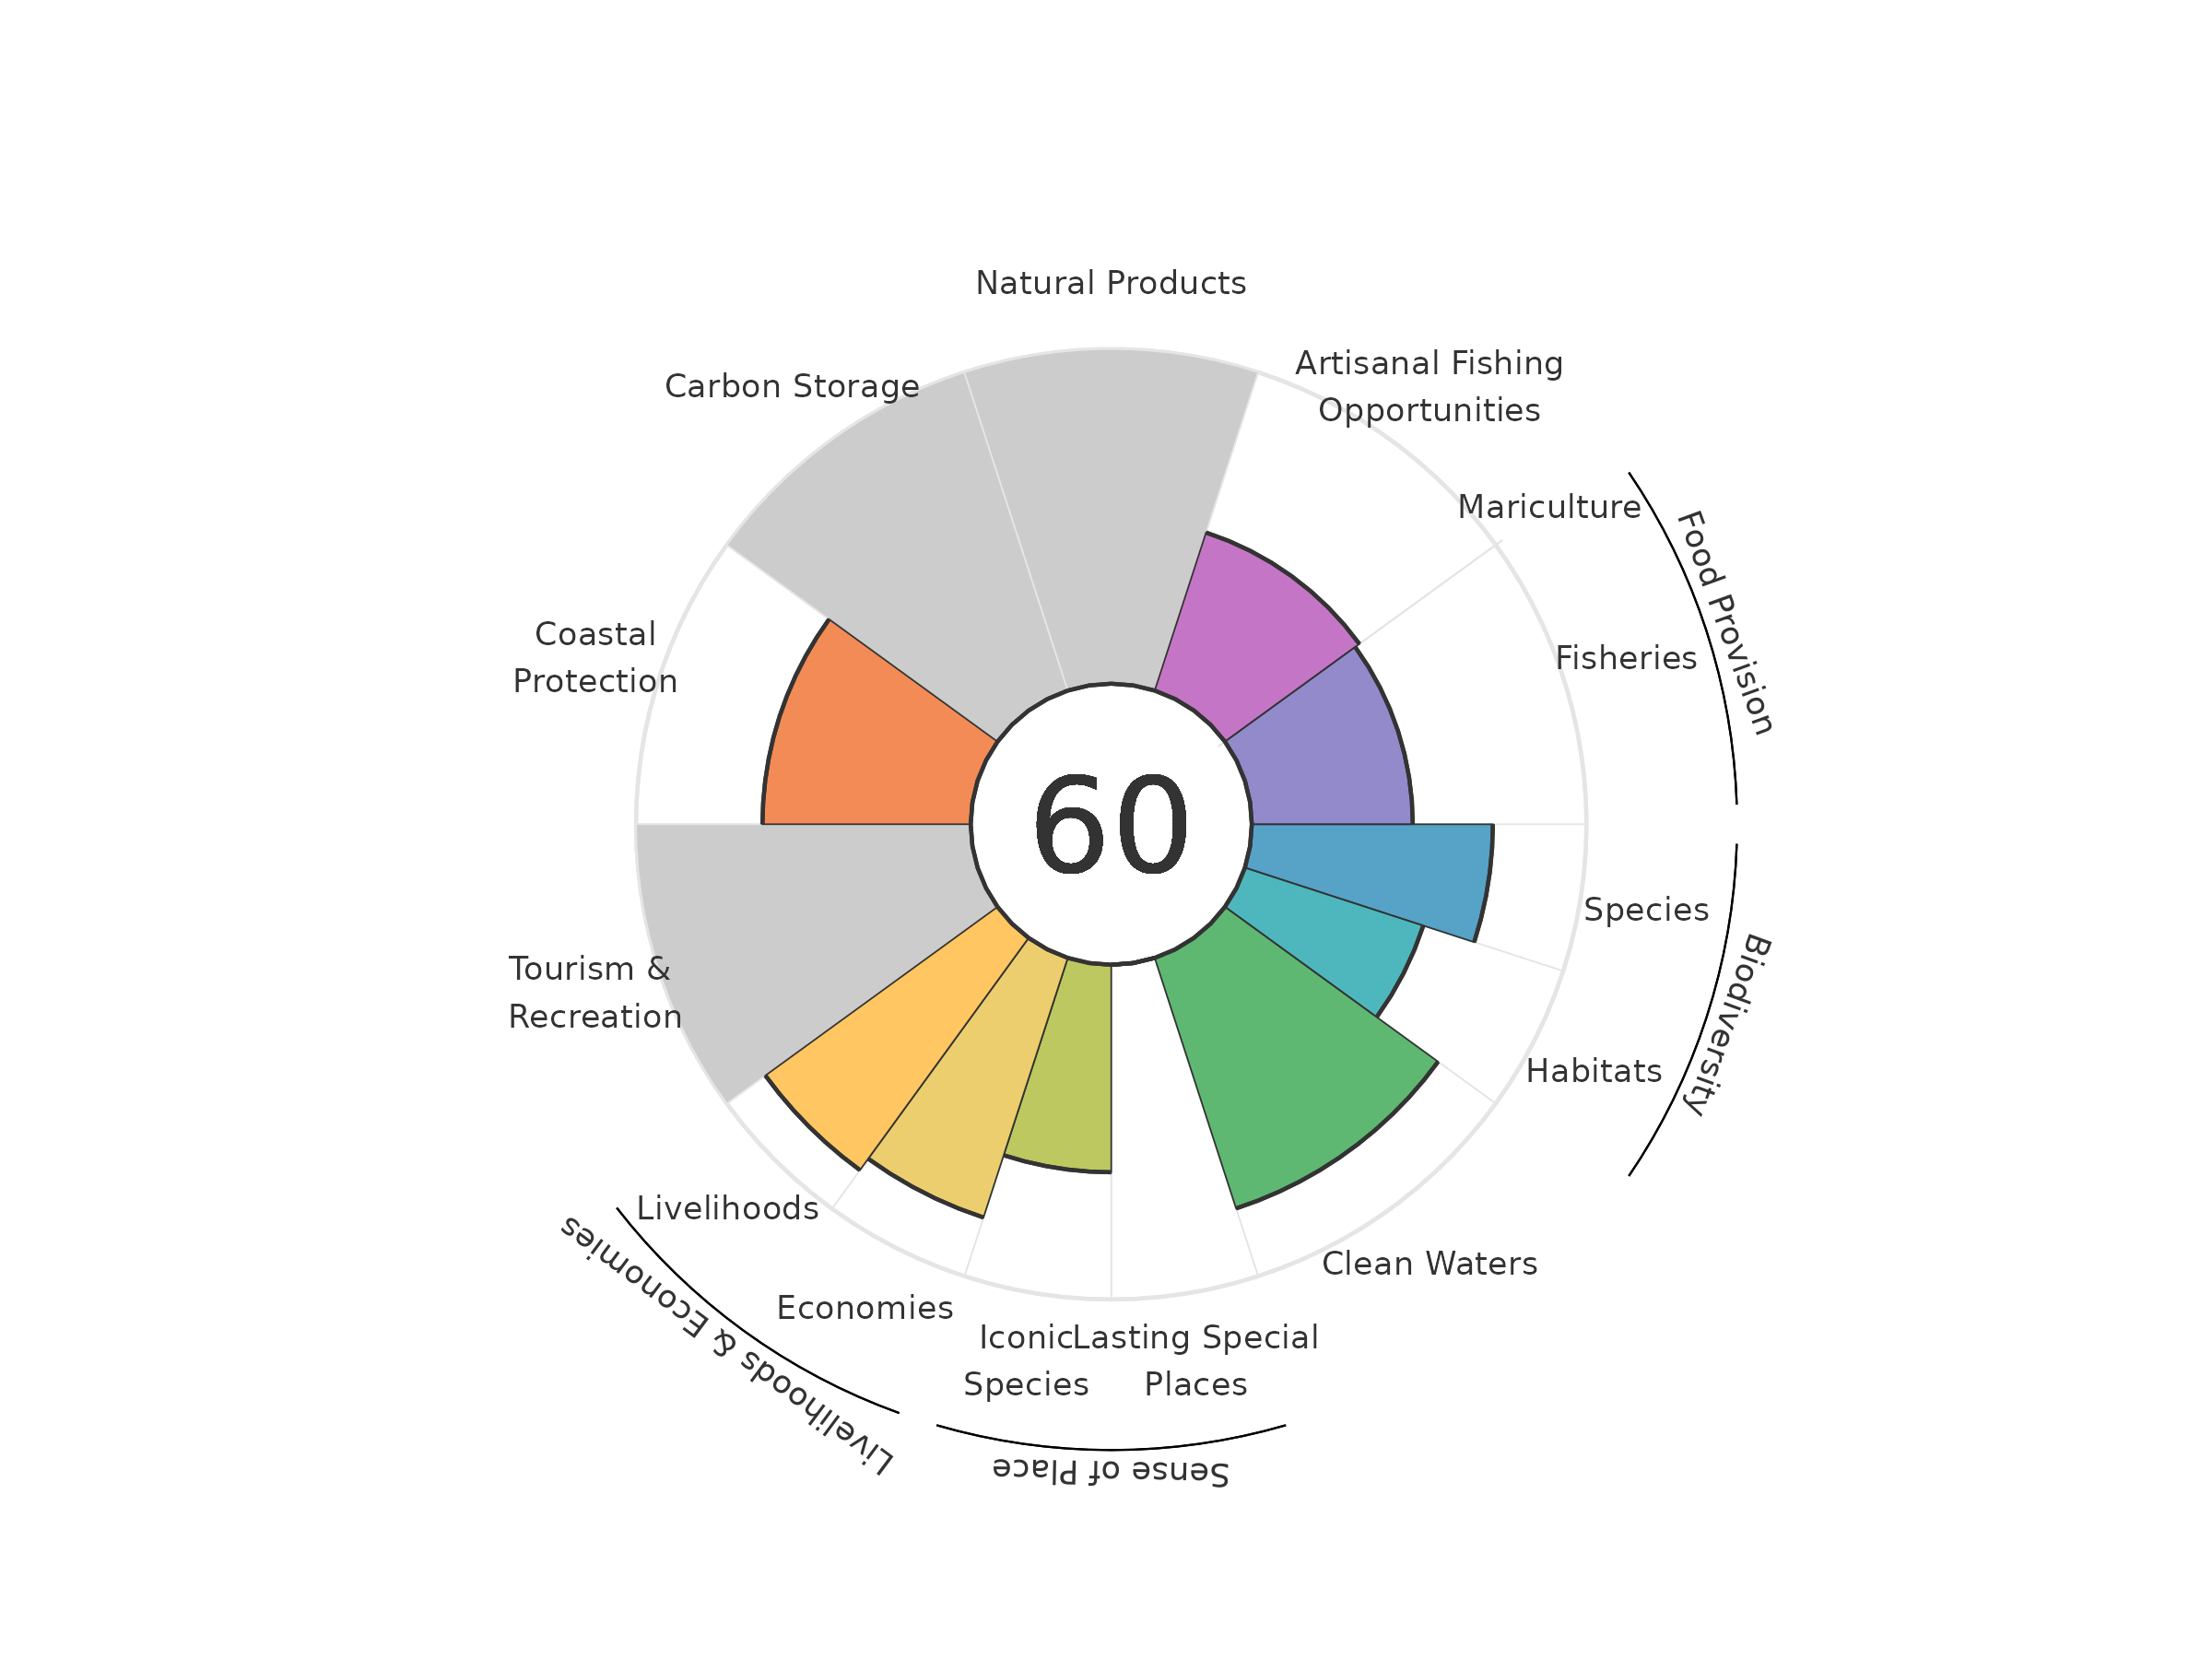 Natural Products
Artisanal Fishing
Opportunities
Carbon Storage
Mariculture
Food Provision
Coastal
Protection
Fisheries
60
Species
Biodiversity
Tourism &
Recreation
Habitats
Livelihoods
Clean Waters
Livelihoods & Economies
Economies
Iconic
Species
Lasting Special
Places
Sense of Place